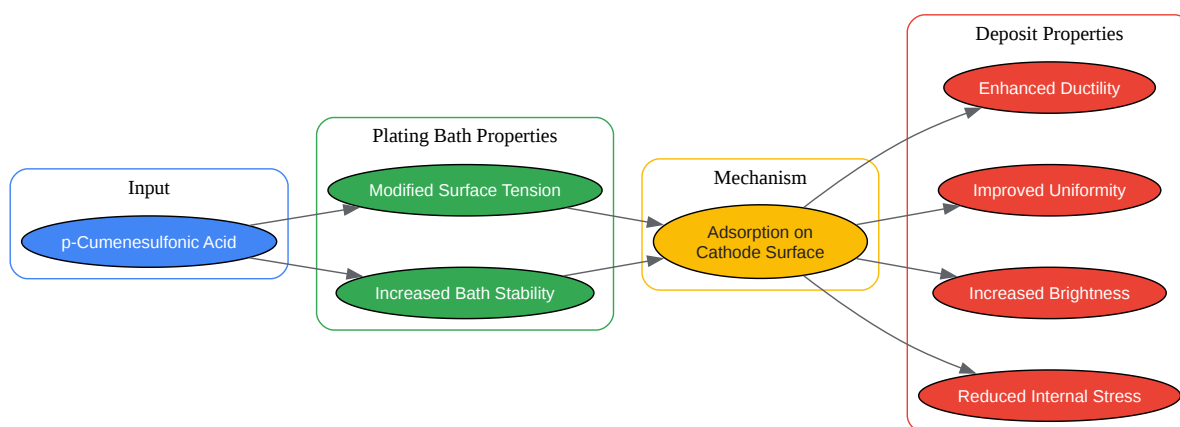 Input
p-Cumenesulfonic Acid
Plating Bath Properties
Modified Surface Tension
Increased Bath Stability
Mechanism
Adsorption on
Cathode Surface
Deposit Properties
Enhanced Ductility
Improved Uniformity
Increased Brightness
Reduced Internal Stress